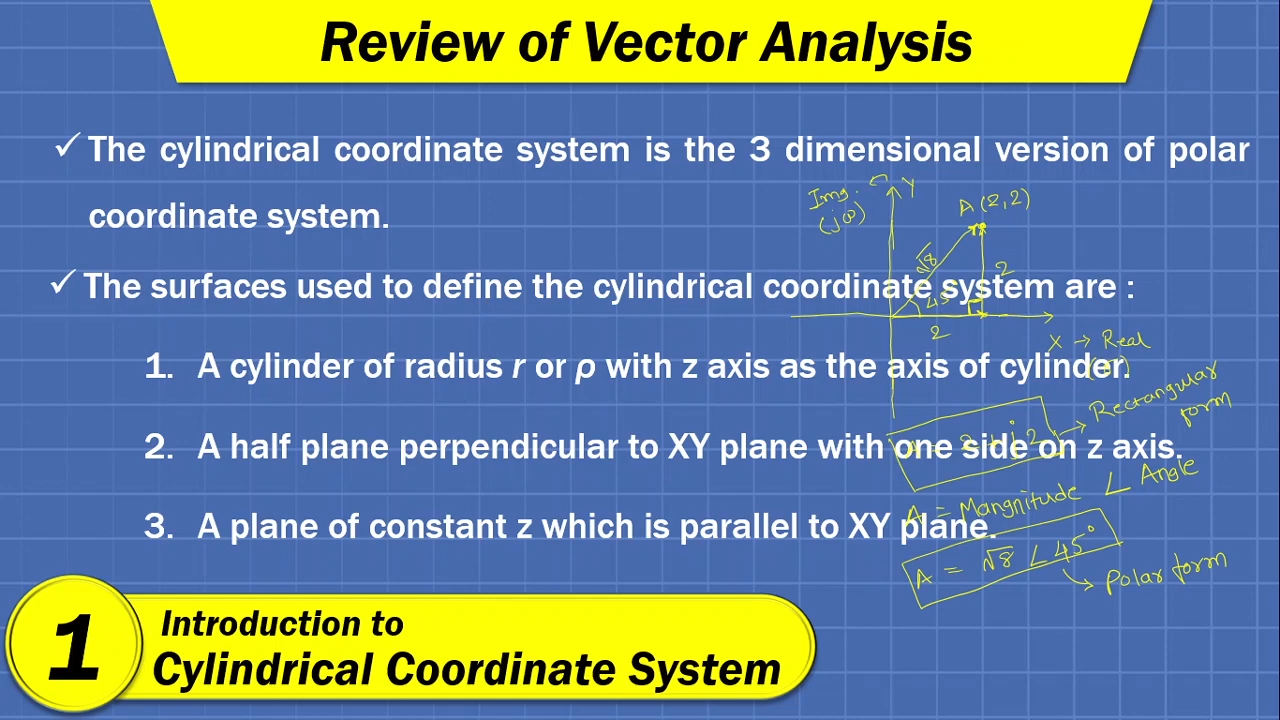 Review of Vector Analysis
✓ The cylindrical coordinate system is the 3 dimensional version of polar
coordinate system.
Img.
(jω)
Y
A (2,2)
√8
2
45°
2
X → Real
✓ The surfaces used to define the cylindrical coordinate system are :
1. A cylinder of radius r or ρ with z axis as the axis of cylinder.
2. A half plane perpendicular to XY plane with one side on z axis.
3. A plane of constant z which is parallel to XY plane.
A = 2 + j2 → Rectangular
form
A = Mangnitude ∠ Angle
A = √8 ∠ 45°
→ Polar form
1
Introduction to
Cylindrical Coordinate System